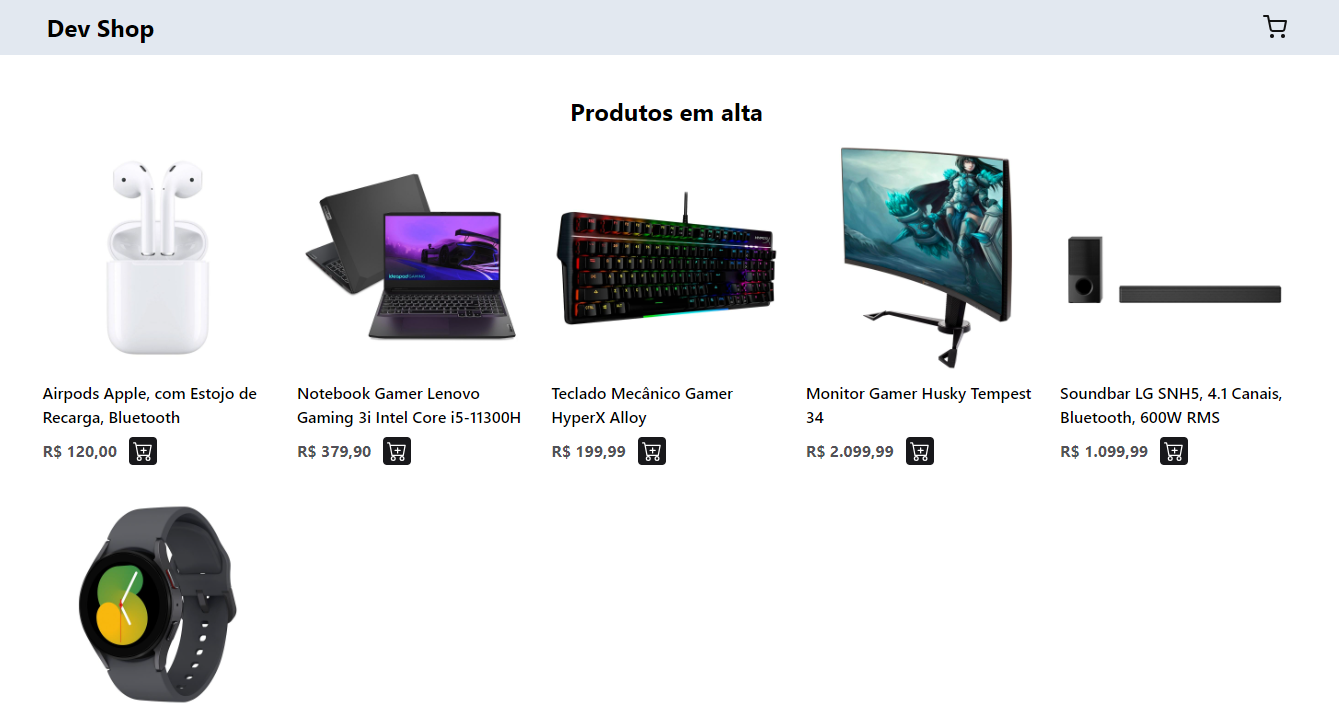 Dev Shop
Produtos em alta
Airpods Apple, com Estojo de
Recarga, Bluetooth
R$ 120,00
Notebook Gamer Lenovo
Gaming 3i Intel Core i5-11300H
R$ 379,90
Teclado Mecânico Gamer
HyperX Alloy
R$ 199,99
Monitor Gamer Husky Tempest
34
R$ 2.099,99
Soundbar LG SNH5, 4.1 Canais,
Bluetooth, 600W RMS
R$ 1.099,99